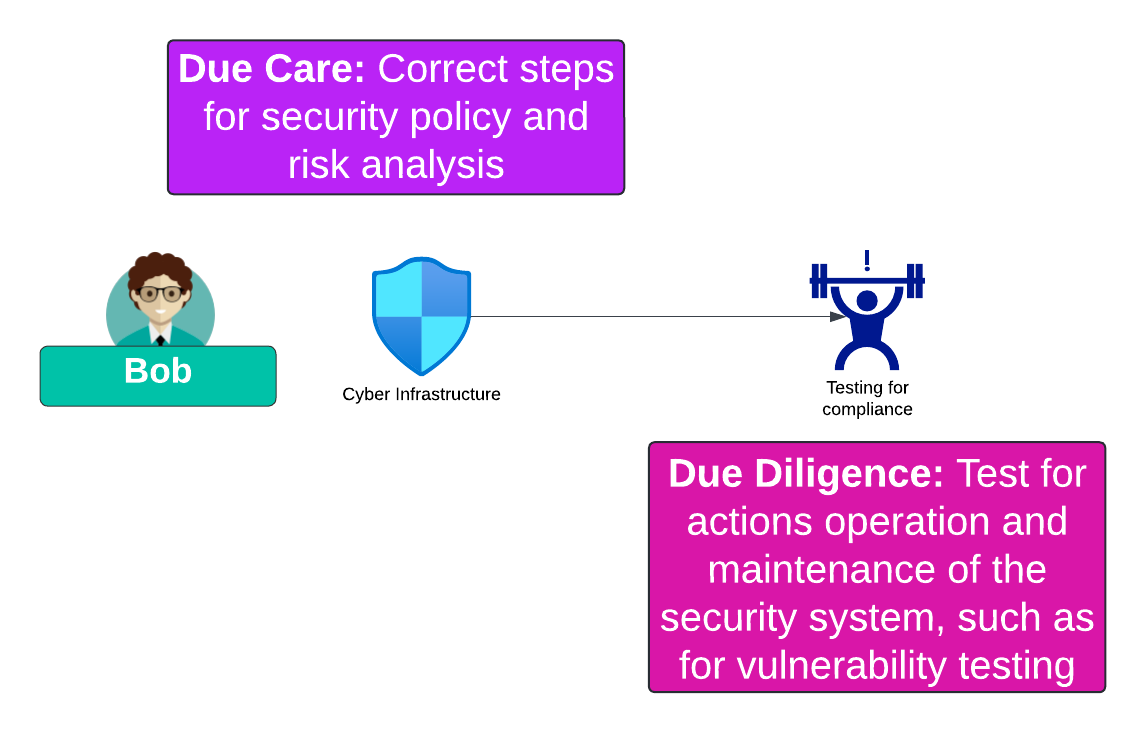 Due Care: Correct steps
for security policy and
risk analysis
Bob
Cyber Infrastructure
Testing for
compliance
Due Diligence: Test for
actions operation and
maintenance of the
security system, such as
for vulnerability testing